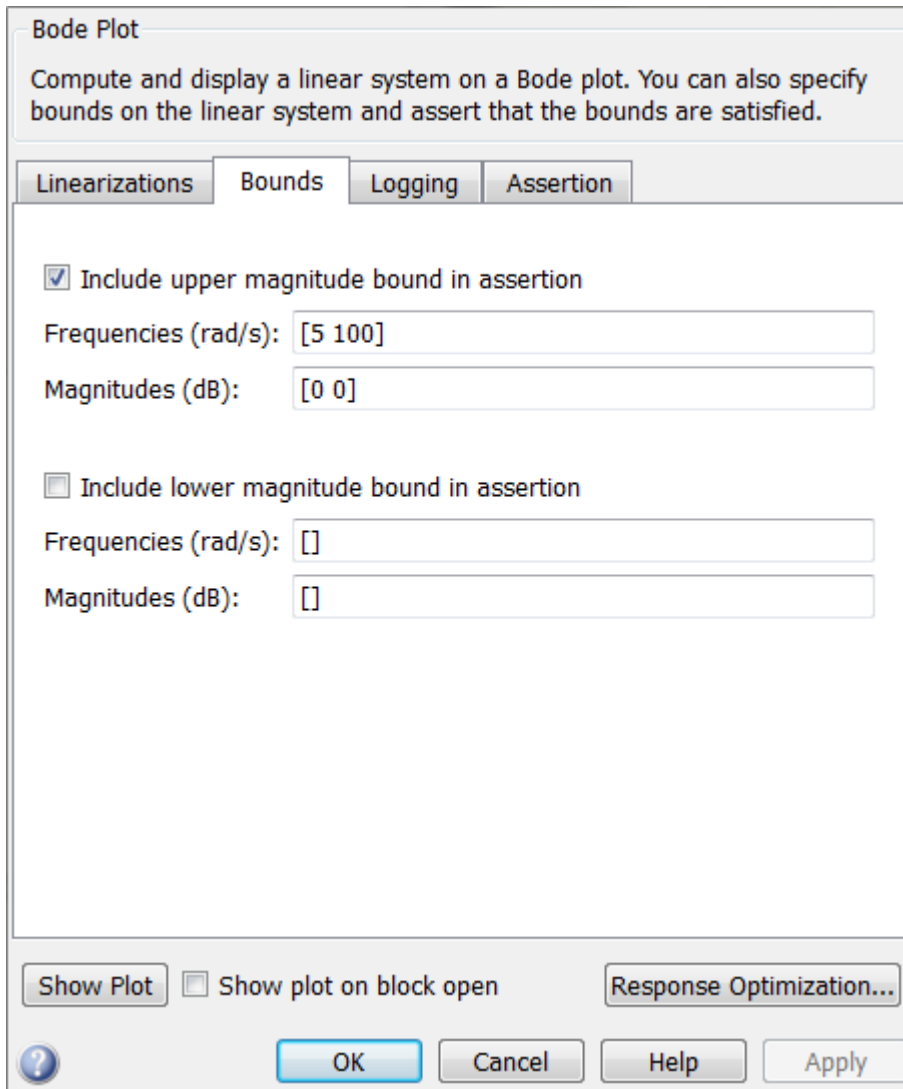 Bode Plot
Compute and display a linear system on a Bode plot. You can also specify
bounds on the linear system and assert that the bounds are satisfied.
Linearizations Bounds Logging Assertion
Include upper magnitude bound in assertion
Frequencies (rad/s): [5 100]
Magnitudes (dB): [0 0]
Include lower magnitude bound in assertion
Frequencies (rad/s): []
Magnitudes (dB): []
Show Plot Show plot on block open Response Optimization...
? OK Cancel Help Apply